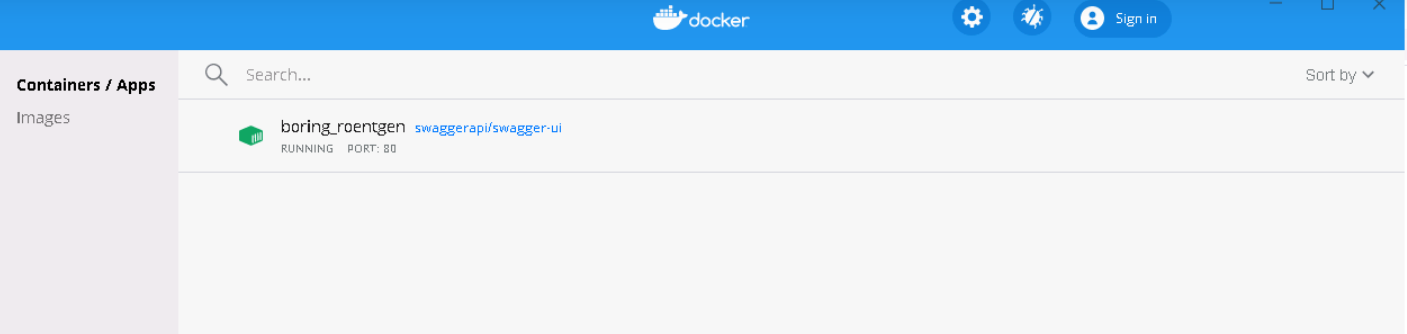 docker
Sign in
Containers / Apps
Images
Search...
Sort by
boring_roentgen swaggerapi/swagger-ui
RUNNING PORT: 80